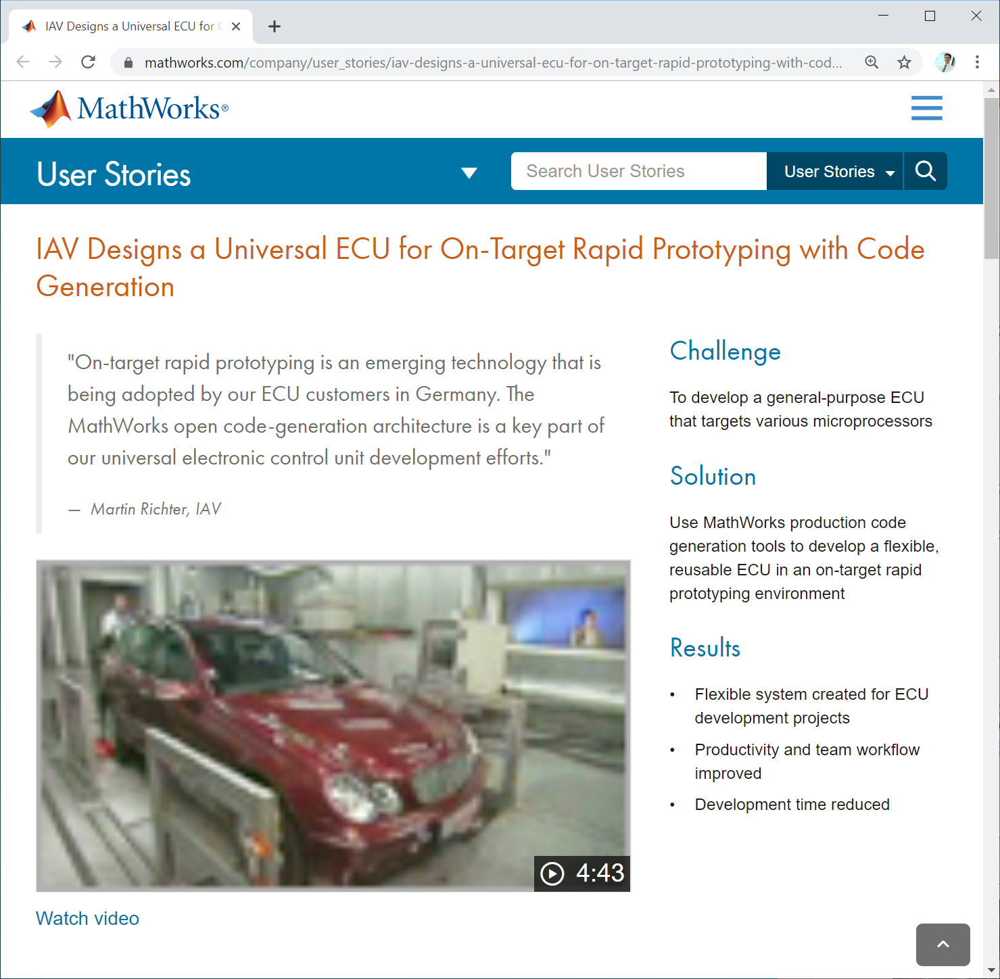 IAV Designs a Universal ECU for
mathworks.com/company/user_stories/iav-designs-a-universal-ecu-for-on-target-rapid-prototyping-with-cod...
MathWorks®
User Stories
Search User Stories
User Stories
IAV Designs a Universal ECU for On-Target Rapid Prototyping with Code
Generation
"On-target rapid prototyping is an emerging technology that is
being adopted by our ECU customers in Germany. The
MathWorks open code-generation architecture is a key part of
our universal electronic control unit development efforts."
— Martin Richter, IAV
4:43
Watch video
Challenge
To develop a general-purpose ECU
that targets various microprocessors
Solution
Use MathWorks production code
generation tools to develop a flexible,
reusable ECU in an on-target rapid
prototyping environment
Results
• Flexible system created for ECU
development projects
• Productivity and team workflow
improved
• Development time reduced